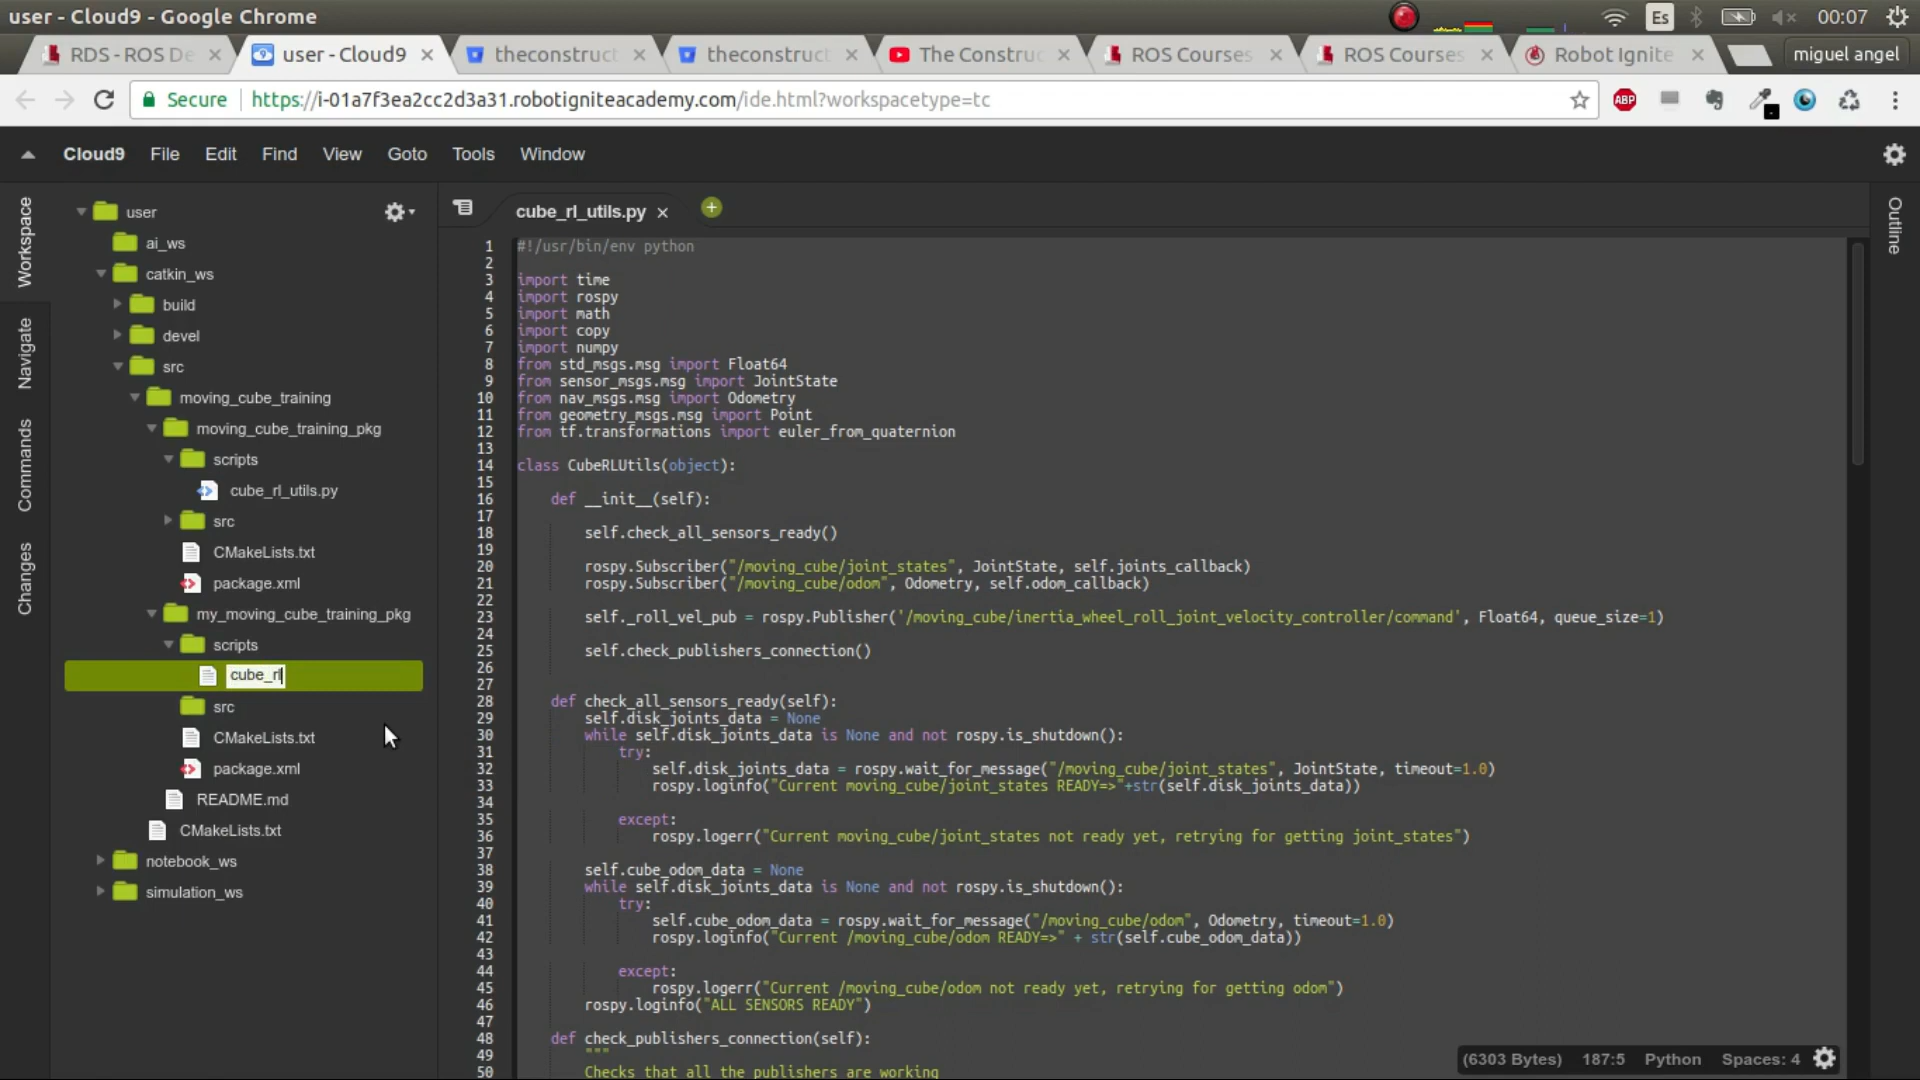 user - Cloud9 - Google Chrome
Es
00:07
RDS - ROS De
user - Cloud9
theconstruct
theconstruct
The Construc
ROS Courses
ROS Courses
Robot Ignite
miguel angel
Secure
https://i-01a7f3ea2cc2d3a31.robotigniteacademy.com/ide.html?workspacetype=tc
ABP
Cloud9 File Edit Find View Goto Tools Window
Workspace
Navigate
Commands
Changes
Outline
user
ai_ws
catkin_ws
build
devel
src
moving_cube_training
moving_cube_training_pkg
scripts
cube_rl_utils.py
src
CMakeLists.txt
package.xml
my_moving_cube_training_pkg
scripts
cube_rl
src
CMakeLists.txt
package.xml
README.md
CMakeLists.txt
notebook_ws
simulation_ws
cube_rl_utils.py
1 #!/usr/bin/env python
2
3 import time
4 import rospy
5 import math
6 import copy
7 import numpy
8 from std_msgs.msg import Float64
9 from sensor_msgs.msg import JointState
10 from nav_msgs.msg import Odometry
11 from geometry_msgs.msg import Point
12 from tf.transformations import euler_from_quaternion
13
14 class CubeRLUtils(object):
15
16 def __init__(self):
17
18 self.check_all_sensors_ready()
19
20 rospy.Subscriber("/moving_cube/joint_states", JointState, self.joints_callback)
21 rospy.Subscriber("/moving_cube/odom", Odometry, self.odom_callback)
22
23 self._roll_vel_pub = rospy.Publisher('/moving_cube/inertia_wheel_roll_joint_velocity_controller/command', Float64, queue_size=1)
24
25 self.check_publishers_connection()
26
27
28 def check_all_sensors_ready(self):
29 self.disk_joints_data = None
30 while self.disk_joints_data is None and not rospy.is_shutdown():
31 try:
32 self.disk_joints_data = rospy.wait_for_message("/moving_cube/joint_states", JointState, timeout=1.0)
33 rospy.loginfo("Current moving_cube/joint_states READY=>"+str(self.disk_joints_data))
34
35 except:
36 rospy.logerr("Current moving_cube/joint_states not ready yet, retrying for getting joint_states")
37
38 self.cube_odom_data = None
39 while self.disk_joints_data is None and not rospy.is_shutdown():
40 try:
41 self.cube_odom_data = rospy.wait_for_message("/moving_cube/odom", Odometry, timeout=1.0)
42 rospy.loginfo("Current /moving_cube/odom READY=>" + str(self.cube_odom_data))
43
44 except:
45 rospy.logerr("Current /moving_cube/odom not ready yet, retrying for getting odom")
46 rospy.loginfo("ALL SENSORS READY")
47
48 def check_publishers_connection(self):
49 """
50 Checks that all the publishers are working
(6303 Bytes) 187:5 Python Spaces: 4